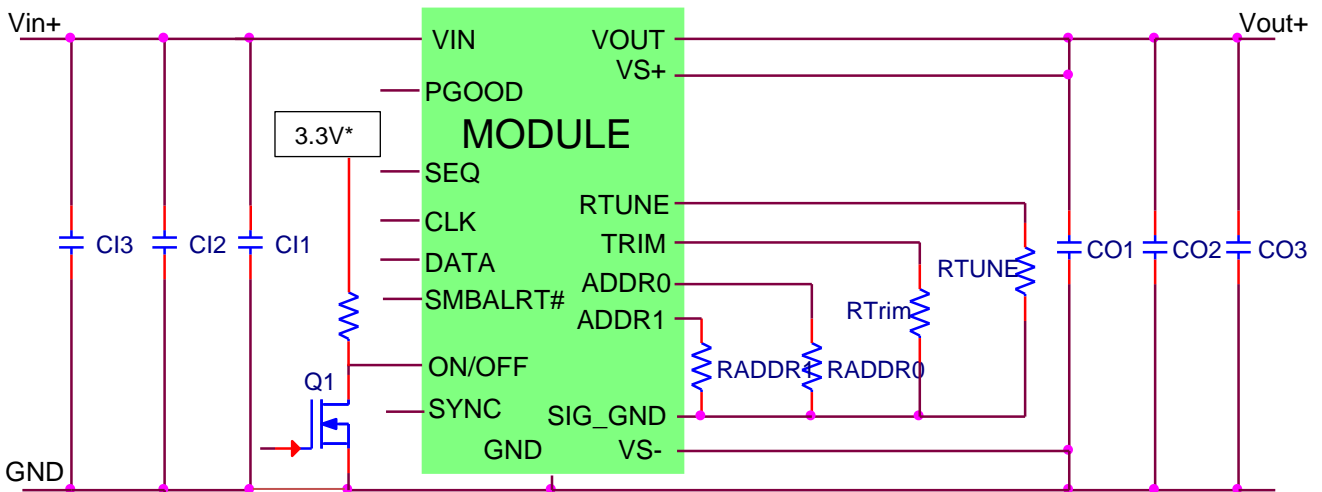 Vin+
VIN
VOUT
Vout+
VS+
PGOOD
MODULE
3.3V*
SEQ
RTUNE
CLK
TRIM
CI3
CI2
CI1
CO1
CO2
CO3
DATA
RTUNE
ADDR0
SMBALRT#
RTrim
ADDR1
ON/OFF
RADDR1
RADDR0
Q1
SYNC
SIG_GND
GND
VS-
GND